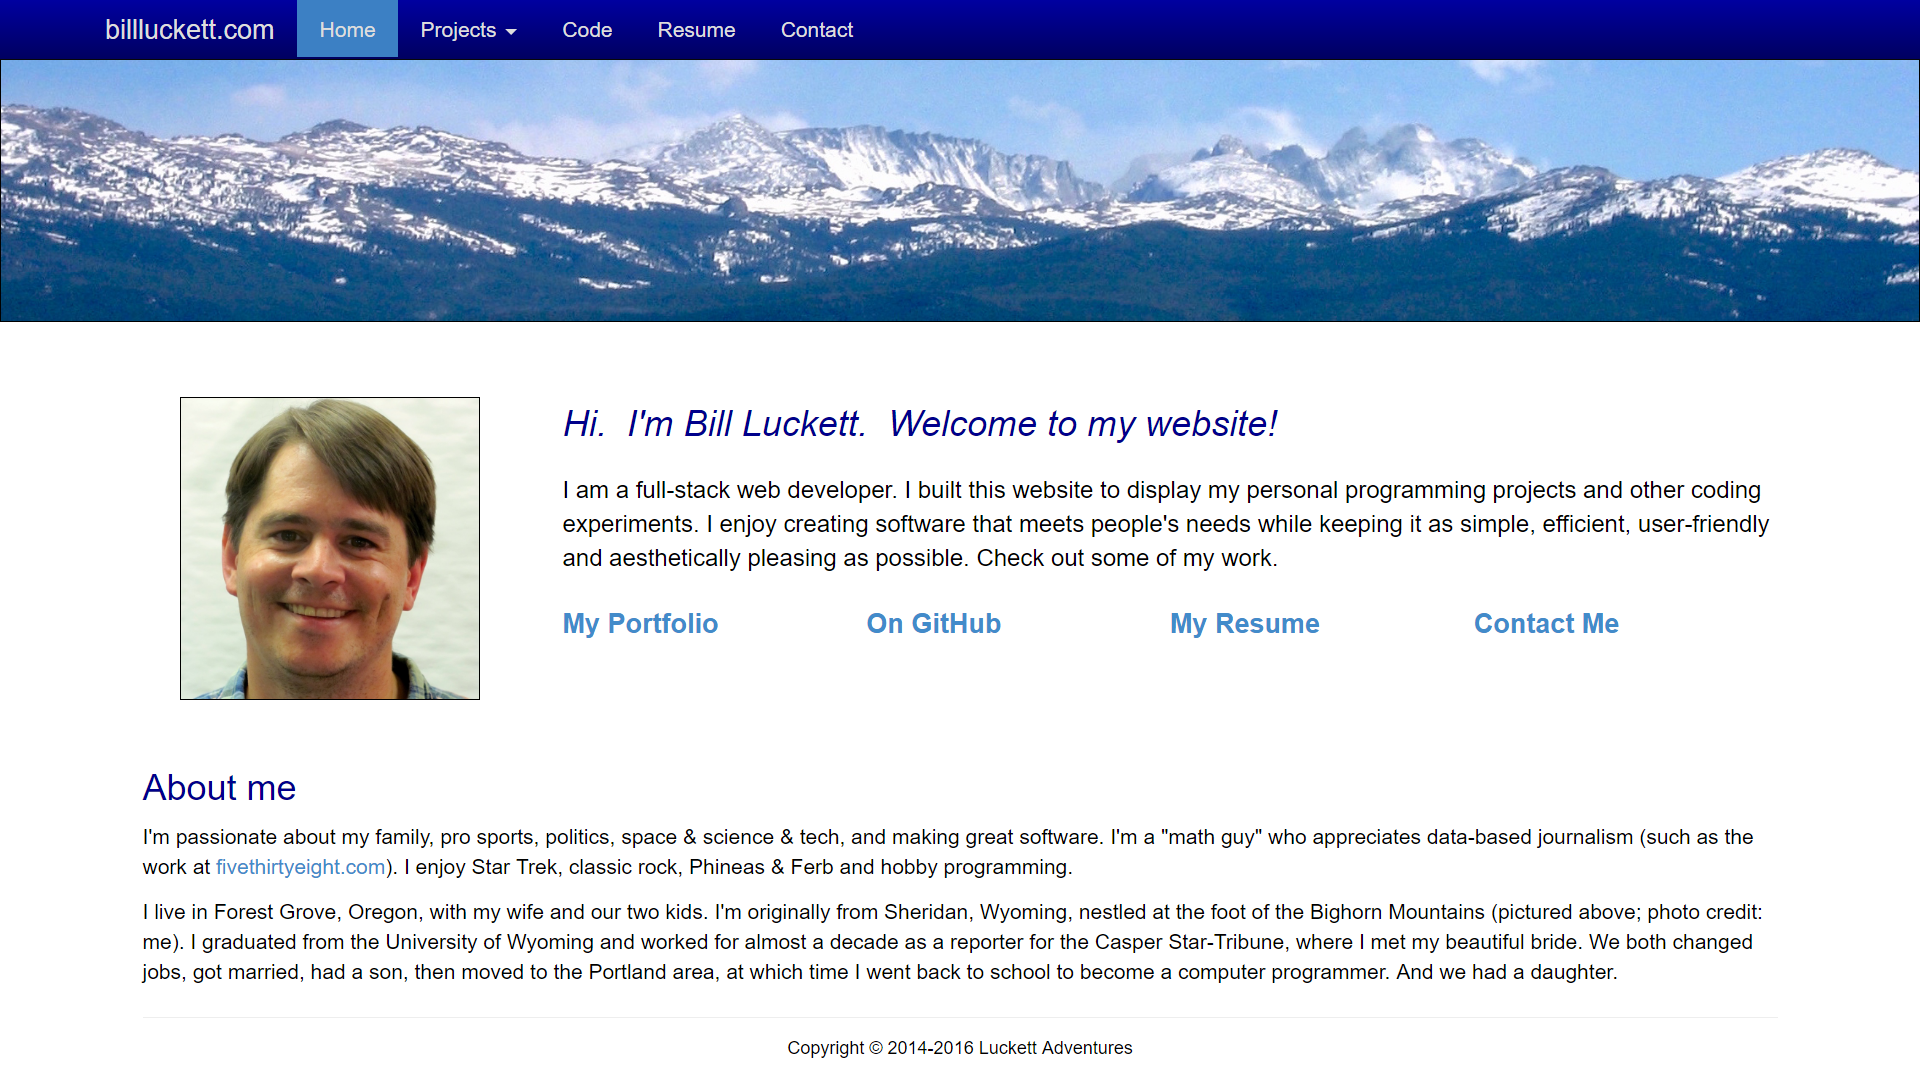 billluckett.com Home Projects Code Resume Contact
Hi. I'm Bill Luckett. Welcome to my website!
I am a full-stack web developer. I built this website to display my personal programming projects and other coding
experiments. I enjoy creating software that meets people's needs while keeping it as simple, efficient, user-friendly
and aesthetically pleasing as possible. Check out some of my work.
My Portfolio On GitHub My Resume Contact Me
About me
I'm passionate about my family, pro sports, politics, space & science & tech, and making great software. I'm a "math guy" who appreciates data-based journalism (such as the
work at fivethirtyeight.com). I enjoy Star Trek, classic rock, Phineas & Ferb and hobby programming.
I live in Forest Grove, Oregon, with my wife and our two kids. I'm originally from Sheridan, Wyoming, nestled at the foot of the Bighorn Mountains (pictured above; photo credit:
me). I graduated from the University of Wyoming and worked for almost a decade as a reporter for the Casper Star-Tribune, where I met my beautiful bride. We both changed
jobs, got married, had a son, then moved to the Portland area, at which time I went back to school to become a computer programmer. And we had a daughter.
Copyright © 2014-2016 Luckett Adventures